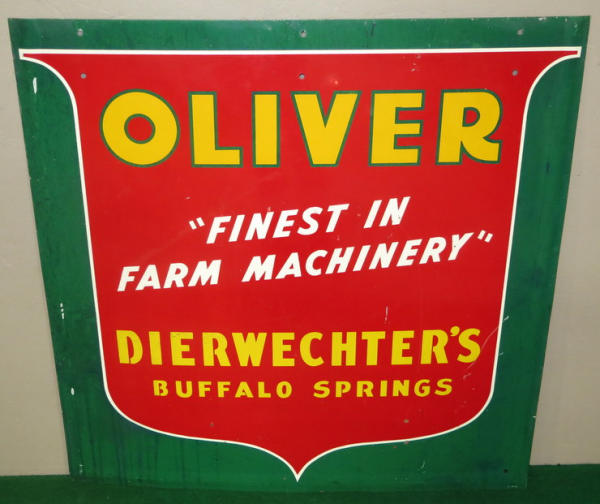 OLIVER
"FINEST IN
FARM MACHINERY"
DIERWECHTER'S
BUFFALO SPRINGS